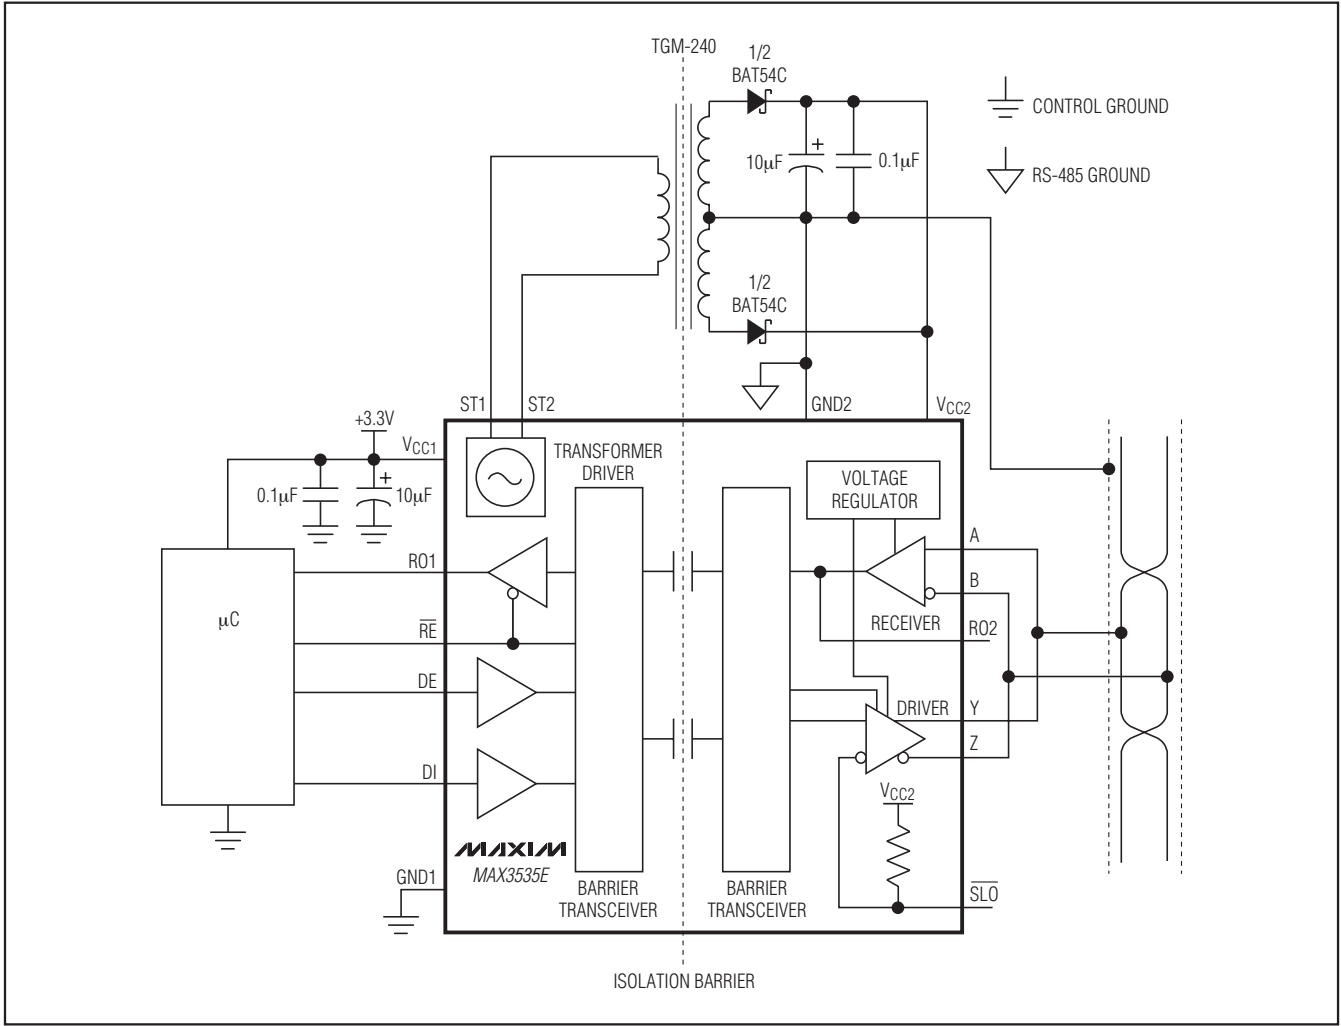 TGM-240
1/2
BAT54C
CONTROL GROUND
10μF
+
0.1μF
RS-485 GROUND
1/2
BAT54C
ST1
ST2
GND2
VCC2
+3.3V
VCC1
TRANSFORMER
DRIVER
VOLTAGE
REGULATOR
0.1μF
+
10μF
A
RO1
B
μC
RECEIVER
RE
RO2
DE
DRIVER
Y
Z
DI
VCC2
MAXIM
MAX3535E
GND1
BARRIER
TRANSCEIVER
BARRIER
TRANSCEIVER
SLO
ISOLATION BARRIER